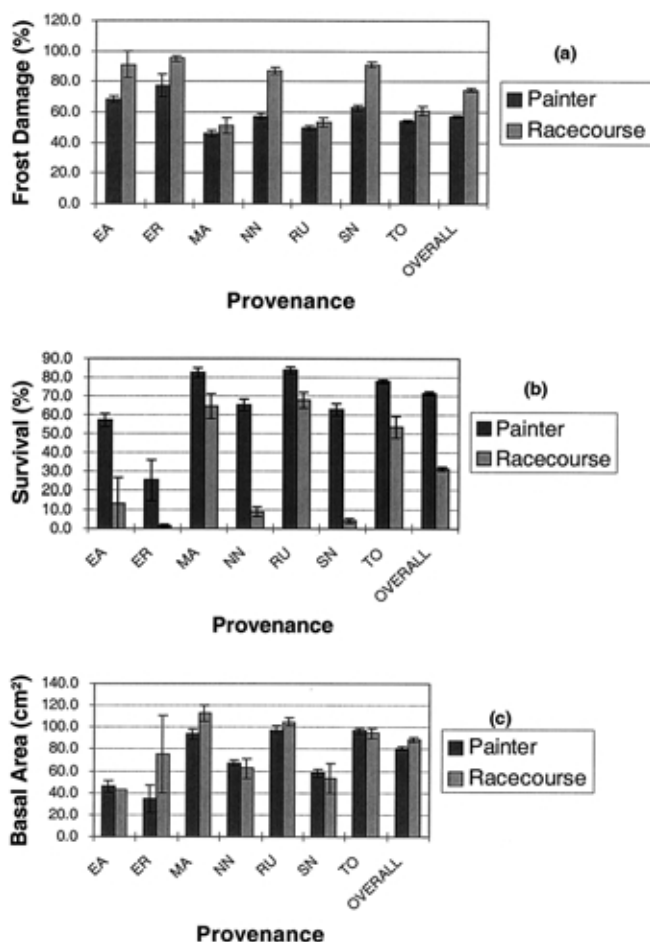 120.0
100.0
80.0
60.0
40.0
20.0
0.0
Frost Damage (%)
(a)
Painter
Racecourse
EA
ER
MA
NN
RU
SN
TO
OVERALL
Provenance
90.0
80.0
70.0
60.0
50.0
40.0
30.0
20.0
10.0
0.0
Survival (%)
(b)
Painter
Racecourse
EA
ER
MA
NN
RU
SN
TO
OVERALL
Provenance
140.0
120.0
100.0
80.0
60.0
40.0
20.0
0.0
Basal Area (cm²)
(c)
Painter
Racecourse
EA
ER
MA
NN
RU
SN
TO
OVERALL
Provenance